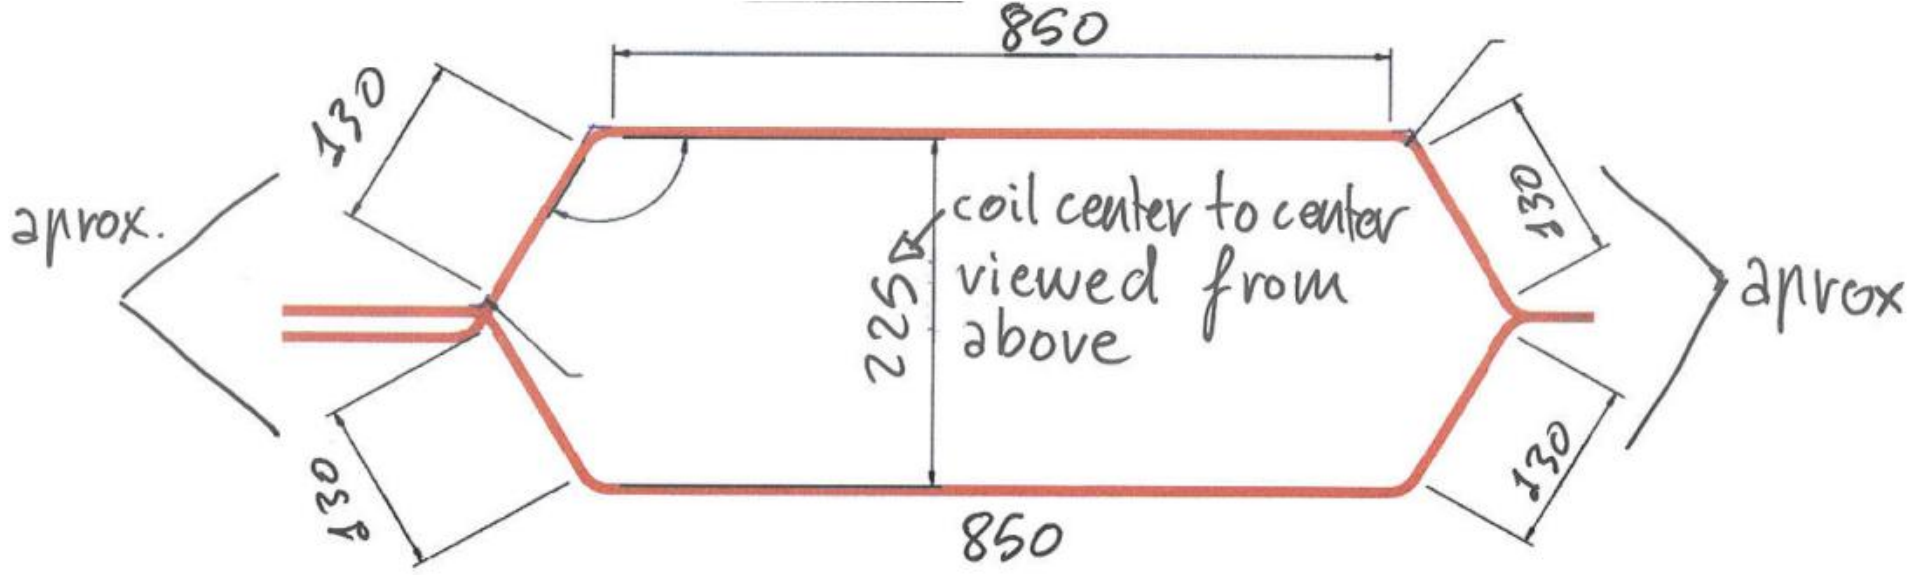 850
130
130
aprox.
coil center to center
viewed from
above
225
aprox
130
130
850